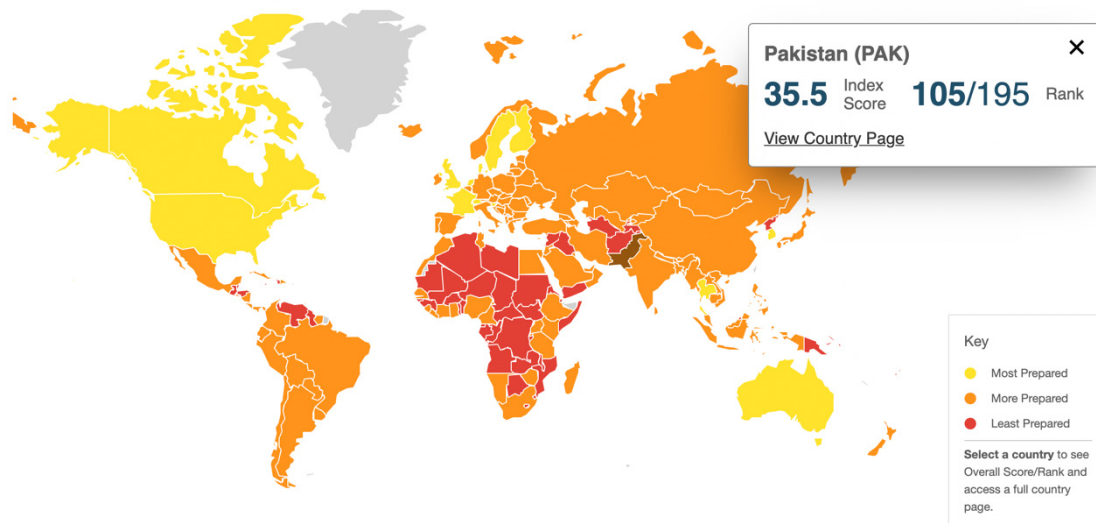 Pakistan (PAK) ✕
35.5 Index Score 105/195 Rank
View Country Page
Key
Most Prepared
More Prepared
Least Prepared
Select a country to see
Overall Score/Rank and
access a full country
page.